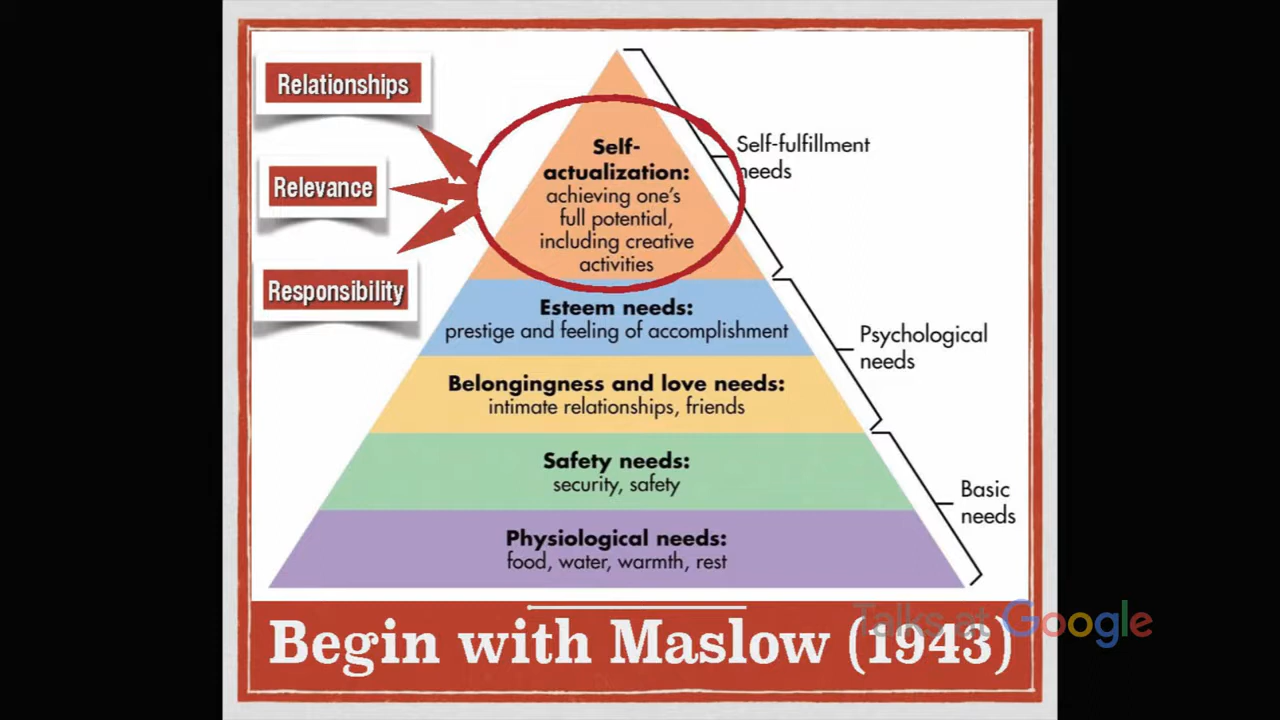 Relationships
Relevance
Responsibility
Self-
actualization:
achieving one's
full potential,
including creative
activities
Self-fulfillment
needs
Esteem needs:
prestige and feeling of accomplishment
Psychological
needs
Belongingness and love needs:
intimate relationships, friends
Safety needs:
security, safety
Basic
needs
Physiological needs:
food, water, warmth, rest
Talks at Google
Begin with Maslow (1943)